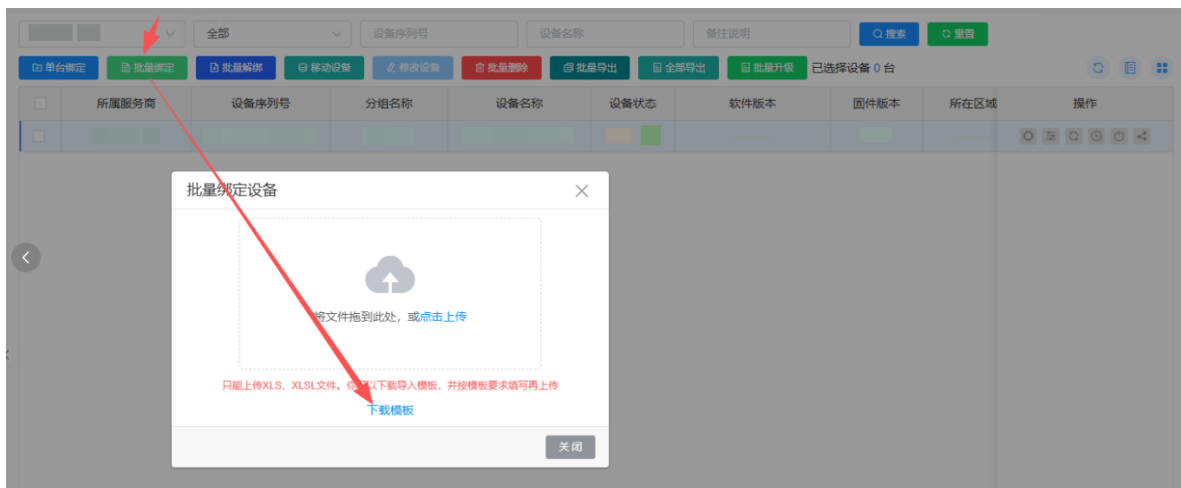 全部 设备序列号 设备名称 备注说明 搜索 重置
单台绑定 批量绑定 批量解绑 移动设备 修改设备 批量删除 批量导出 全部导出 批量升级 已选择设备 0 台
所属服务商 设备序列号 分组名称 设备名称 设备状态 软件版本 固件版本 所在区域 操作
批量绑定设备
将文件拖到此处，或点击上传
只能上传XLS、XLSL文件。你可以下载导入模板，并按模板要求填写再上传
下载模板
关闭